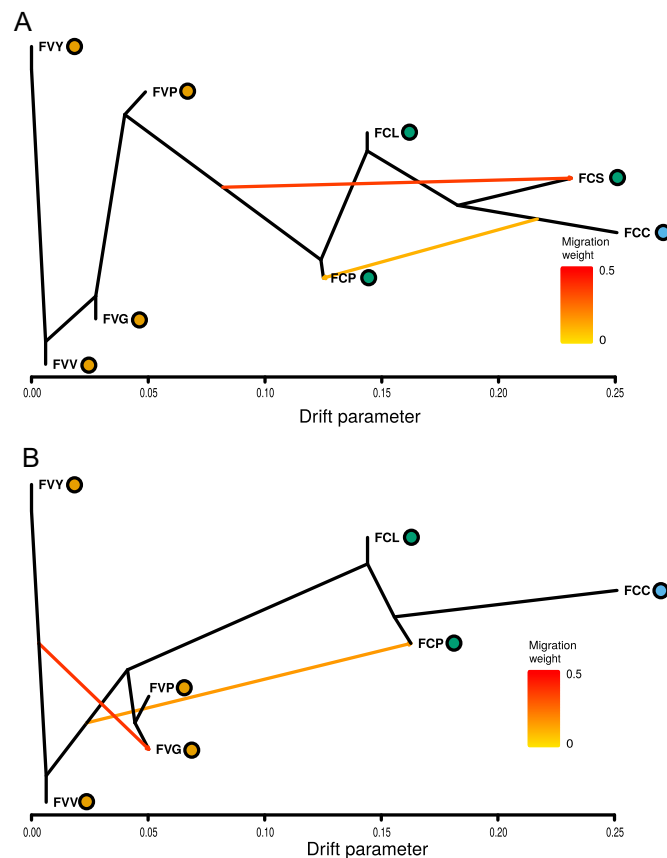 A
FVY
FVP
FCL
FCS
FCC
Migration
weight
0.5
FCP
FVG
0
FVV
0.00 0.05 0.10 0.15 0.20 0.25
Drift parameter
B
FVY
FCL
FCC
FCP
Migration
weight
0.5
FVP
FVG
0
FVV
0.00 0.05 0.10 0.15 0.20 0.25
Drift parameter